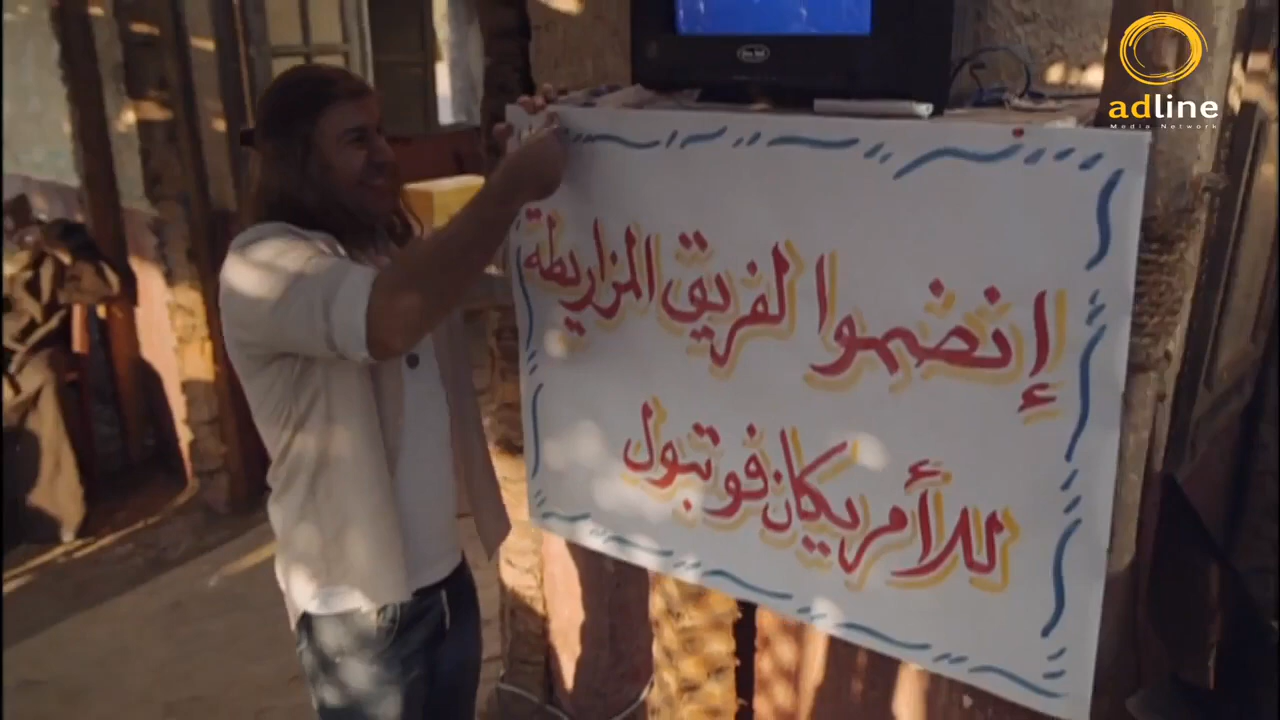 adline
Media Network
إنضموا لفريق المزاريطة
للأمريكان فوتبول